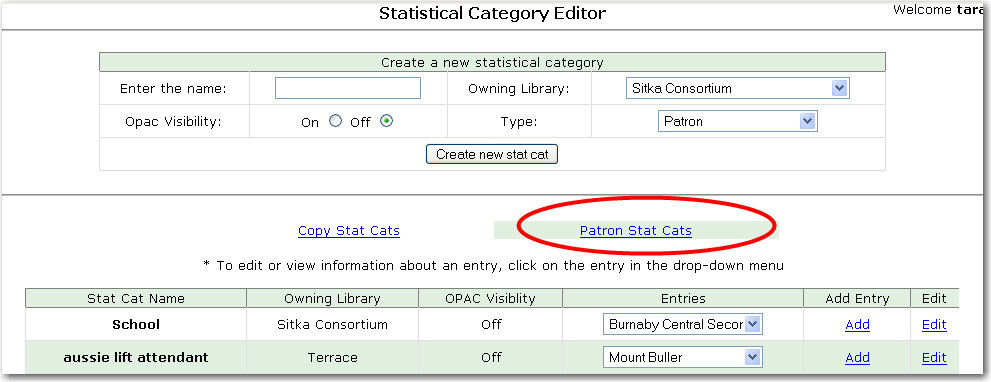 Statistical Category Editor
Welcome tara
Create a new statistical category
Enter the name: Owning Library: Sitka Consortium
Opac Visibility: On Off Type: Patron
Create new stat cat
Copy Stat Cats Patron Stat Cats
* To edit or view information about an entry, click on the entry in the drop-down menu
Stat Cat Name Owning Library OPAC Visiblity Entries Add Entry Edit
School Sitka Consortium Off Burnaby Central Secor Add Edit
aussie lift attendant Terrace Off Mount Buller Add Edit